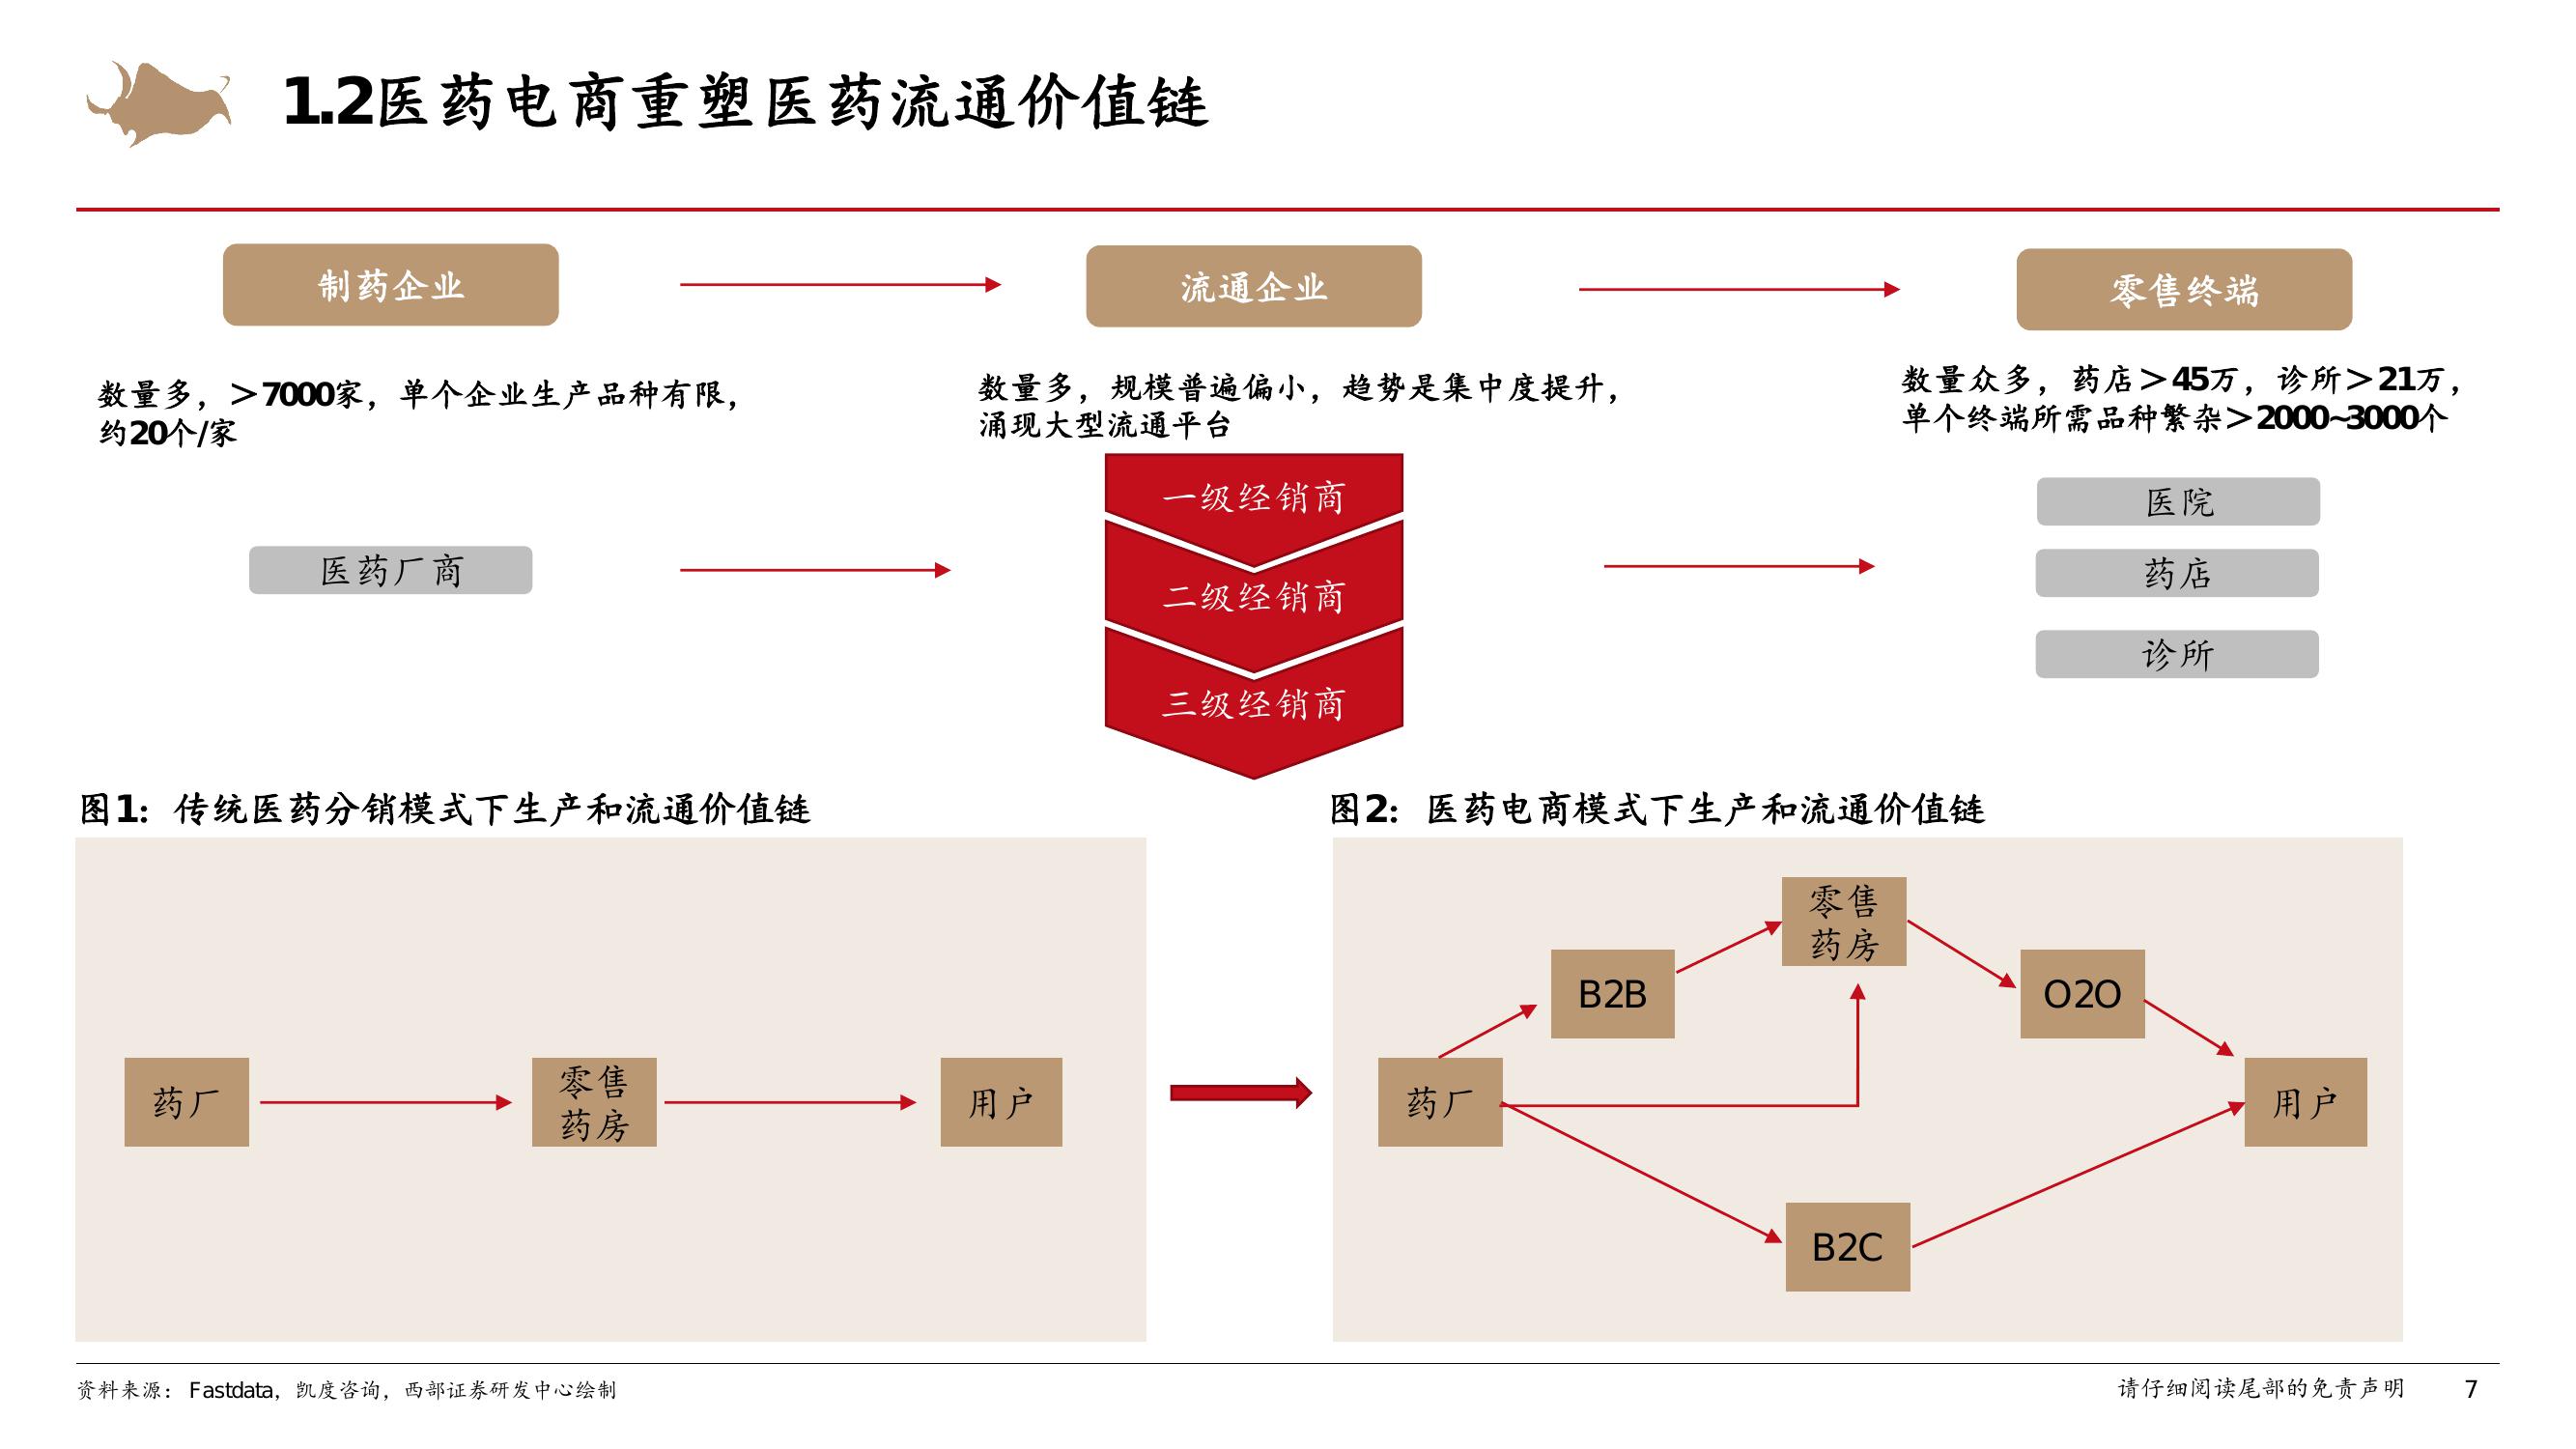 1.2医药电商重塑医药流通价值链
制药企业
流通企业
零售终端
数量多，＞7000家，单个企业生产品种有限，
约20个/家
数量多，规模普遍偏小，趋势是集中度提升，
涌现大型流通平台
数量众多，药店＞45万，诊所＞21万，
单个终端所需品种繁杂＞2000~3000个
医药厂商
一级经销商
二级经销商
三级经销商
医院
药店
诊所
图1：传统医药分销模式下生产和流通价值链
药厂
零售
药房
用户
图2：医药电商模式下生产和流通价值链
药厂
B2B
零售
药房
O2O
用户
B2C
资料来源：Fastdata，凯度咨询，西部证券研发中心绘制
请仔细阅读尾部的免责声明
7